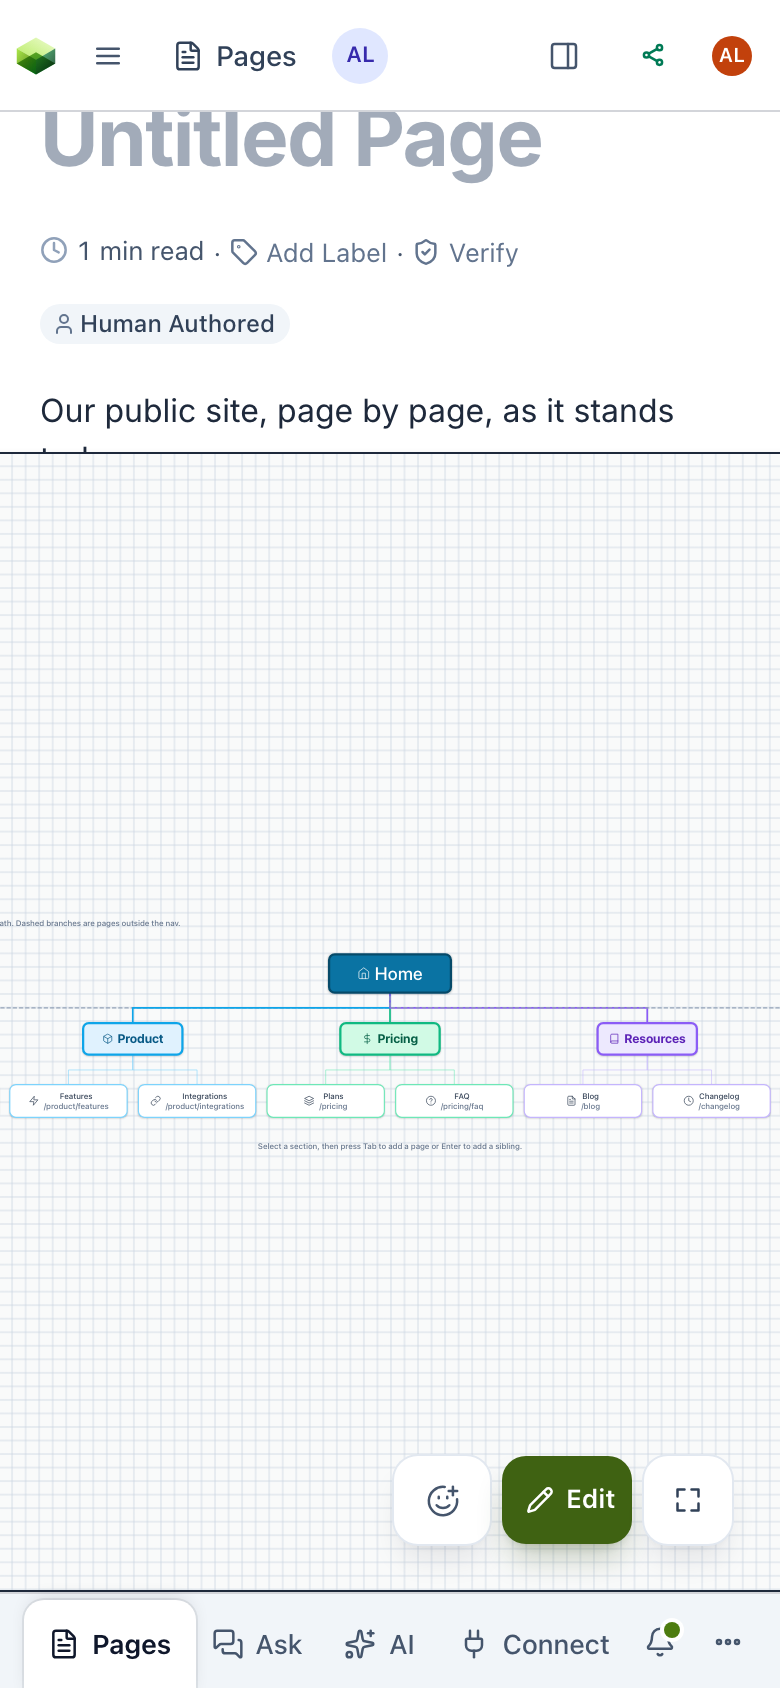 Pages
AL
AL
Untitled Page
1 min read · Add Label · Verify
Human Authored
Our public site, page by page, as it stands
ath. Dashed branches are pages outside the nav.
Home
Product
Pricing
Resources
Features
/product/features
Integrations
/product/integrations
Plans
/pricing
FAQ
/pricing/faq
Blog
/blog
Changelog
/changelog
Select a section, then press Tab to add a page or Enter to add a sibling.
Edit
Pages
Ask
AI
Connect